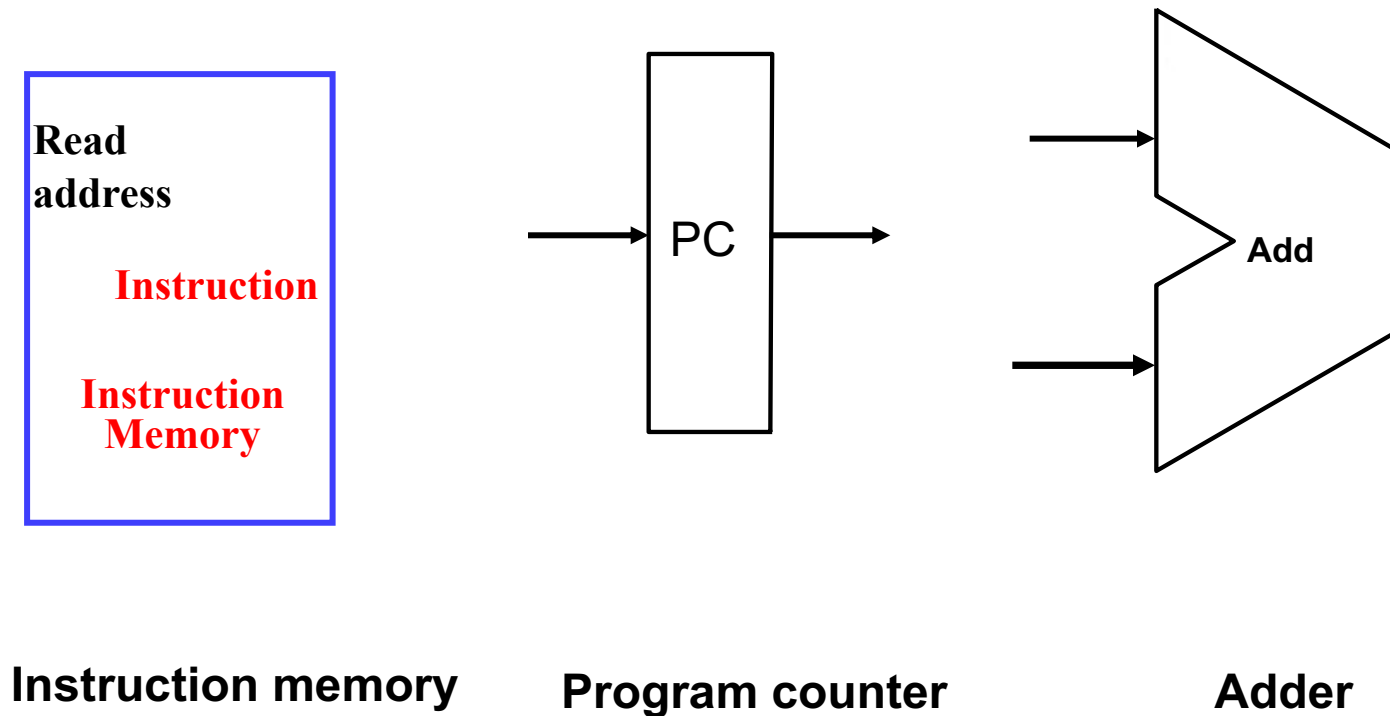 Read
address
Instruction
Instruction
Memory
PC
Add
Instruction memory
Program counter
Adder